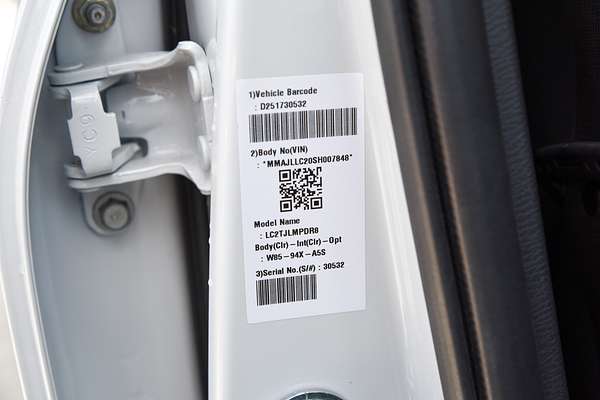 1)Vehicle Barcode
: D251730532
2)Body No(VIN)
: *MMAJLLC20SH007848*
Model Name
: LC2TJLMPDR8
Body(Clr)-Int(Clr)-Opt
: W85-94X-A5S
3)Serial No.(S/#) : 30532
YC9